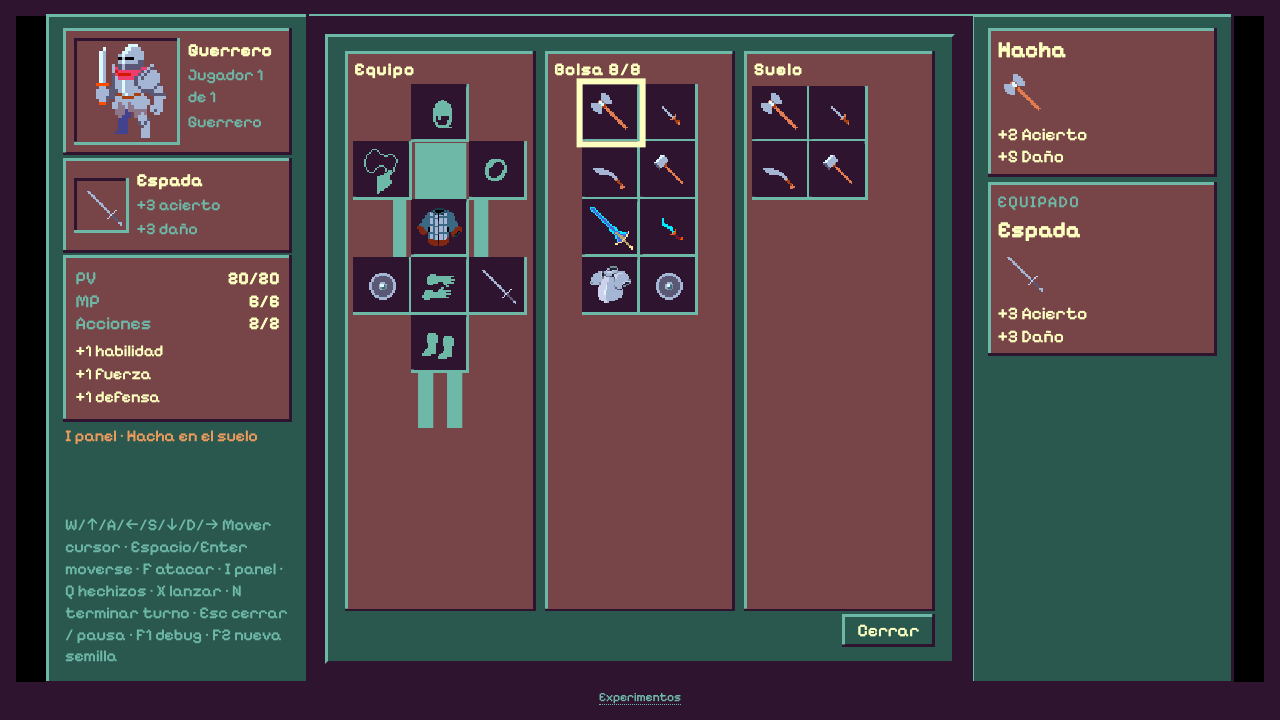 Guerrero
Jugador 1
de 1
Guerrero
Espada
+3 acierto
+3 daño
PV 80/80
MP 6/6
Acciones 2/2
+1 habilidad
+1 fuerza
+1 defensa
I panel · Hacha en el suelo
W/↑/A/←/S/↓/D/→ Mover
cursor · Espacio/Enter
moverse · F atacar · I panel ·
Q hechizos · X lanzar · N
terminar turno · Esc cerrar
/ pausa · F1 debug · F2 nueva
semilla
Equipo
Bolsa 8/8
Suelo
Cerrar
Hacha
+2 Acierto
+5 Daño
EQUIPADO
Espada
+3 Acierto
+3 Daño
Experimentos